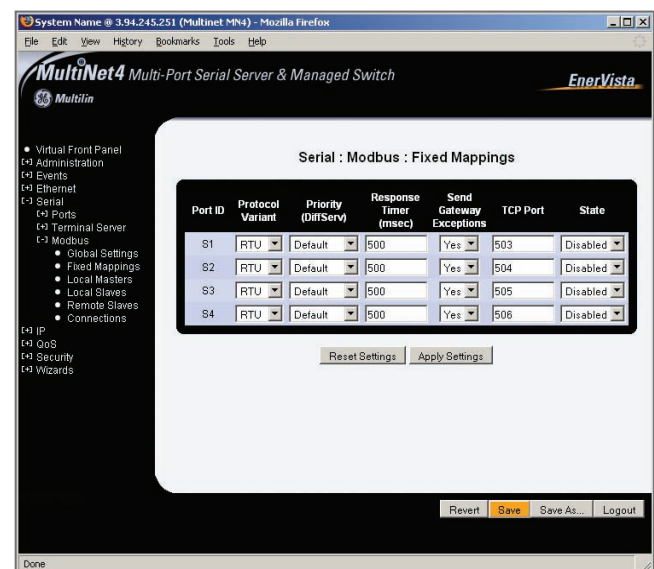 System Name @ 3.94.245.251 (Multinet MN4) - Mozilla Firefox
File Edit View History Bookmarks Tools Help
MultiNet4 Multi-Port Serial Server & Managed Switch
Multilin
EnerVista
Virtual Front Panel
[+] Administration
[+] Events
[+] Ethernet
[-] Serial
[+] Ports
[+] Terminal Server
[-] Modbus
Global Settings
Fixed Mappings
Local Masters
Local Slaves
Remote Slaves
Connections
[+] IP
[+] QoS
[+] Security
[+] Wizards
Serial : Modbus : Fixed Mappings
Port ID Protocol Variant Priority (DiffServ) Response Timer (msec) Send Gateway Exceptions TCP Port State
S1 RTU Default 500 Yes 503 Disabled
S2 RTU Default 500 Yes 504 Disabled
S3 RTU Default 500 Yes 505 Disabled
S4 RTU Default 500 Yes 506 Disabled
Reset Settings Apply Settings
Revert Save Save As... Logout
Done